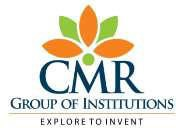 CMR
GROUP OF INSTITUTIONS
EXPLORE TO INVENT